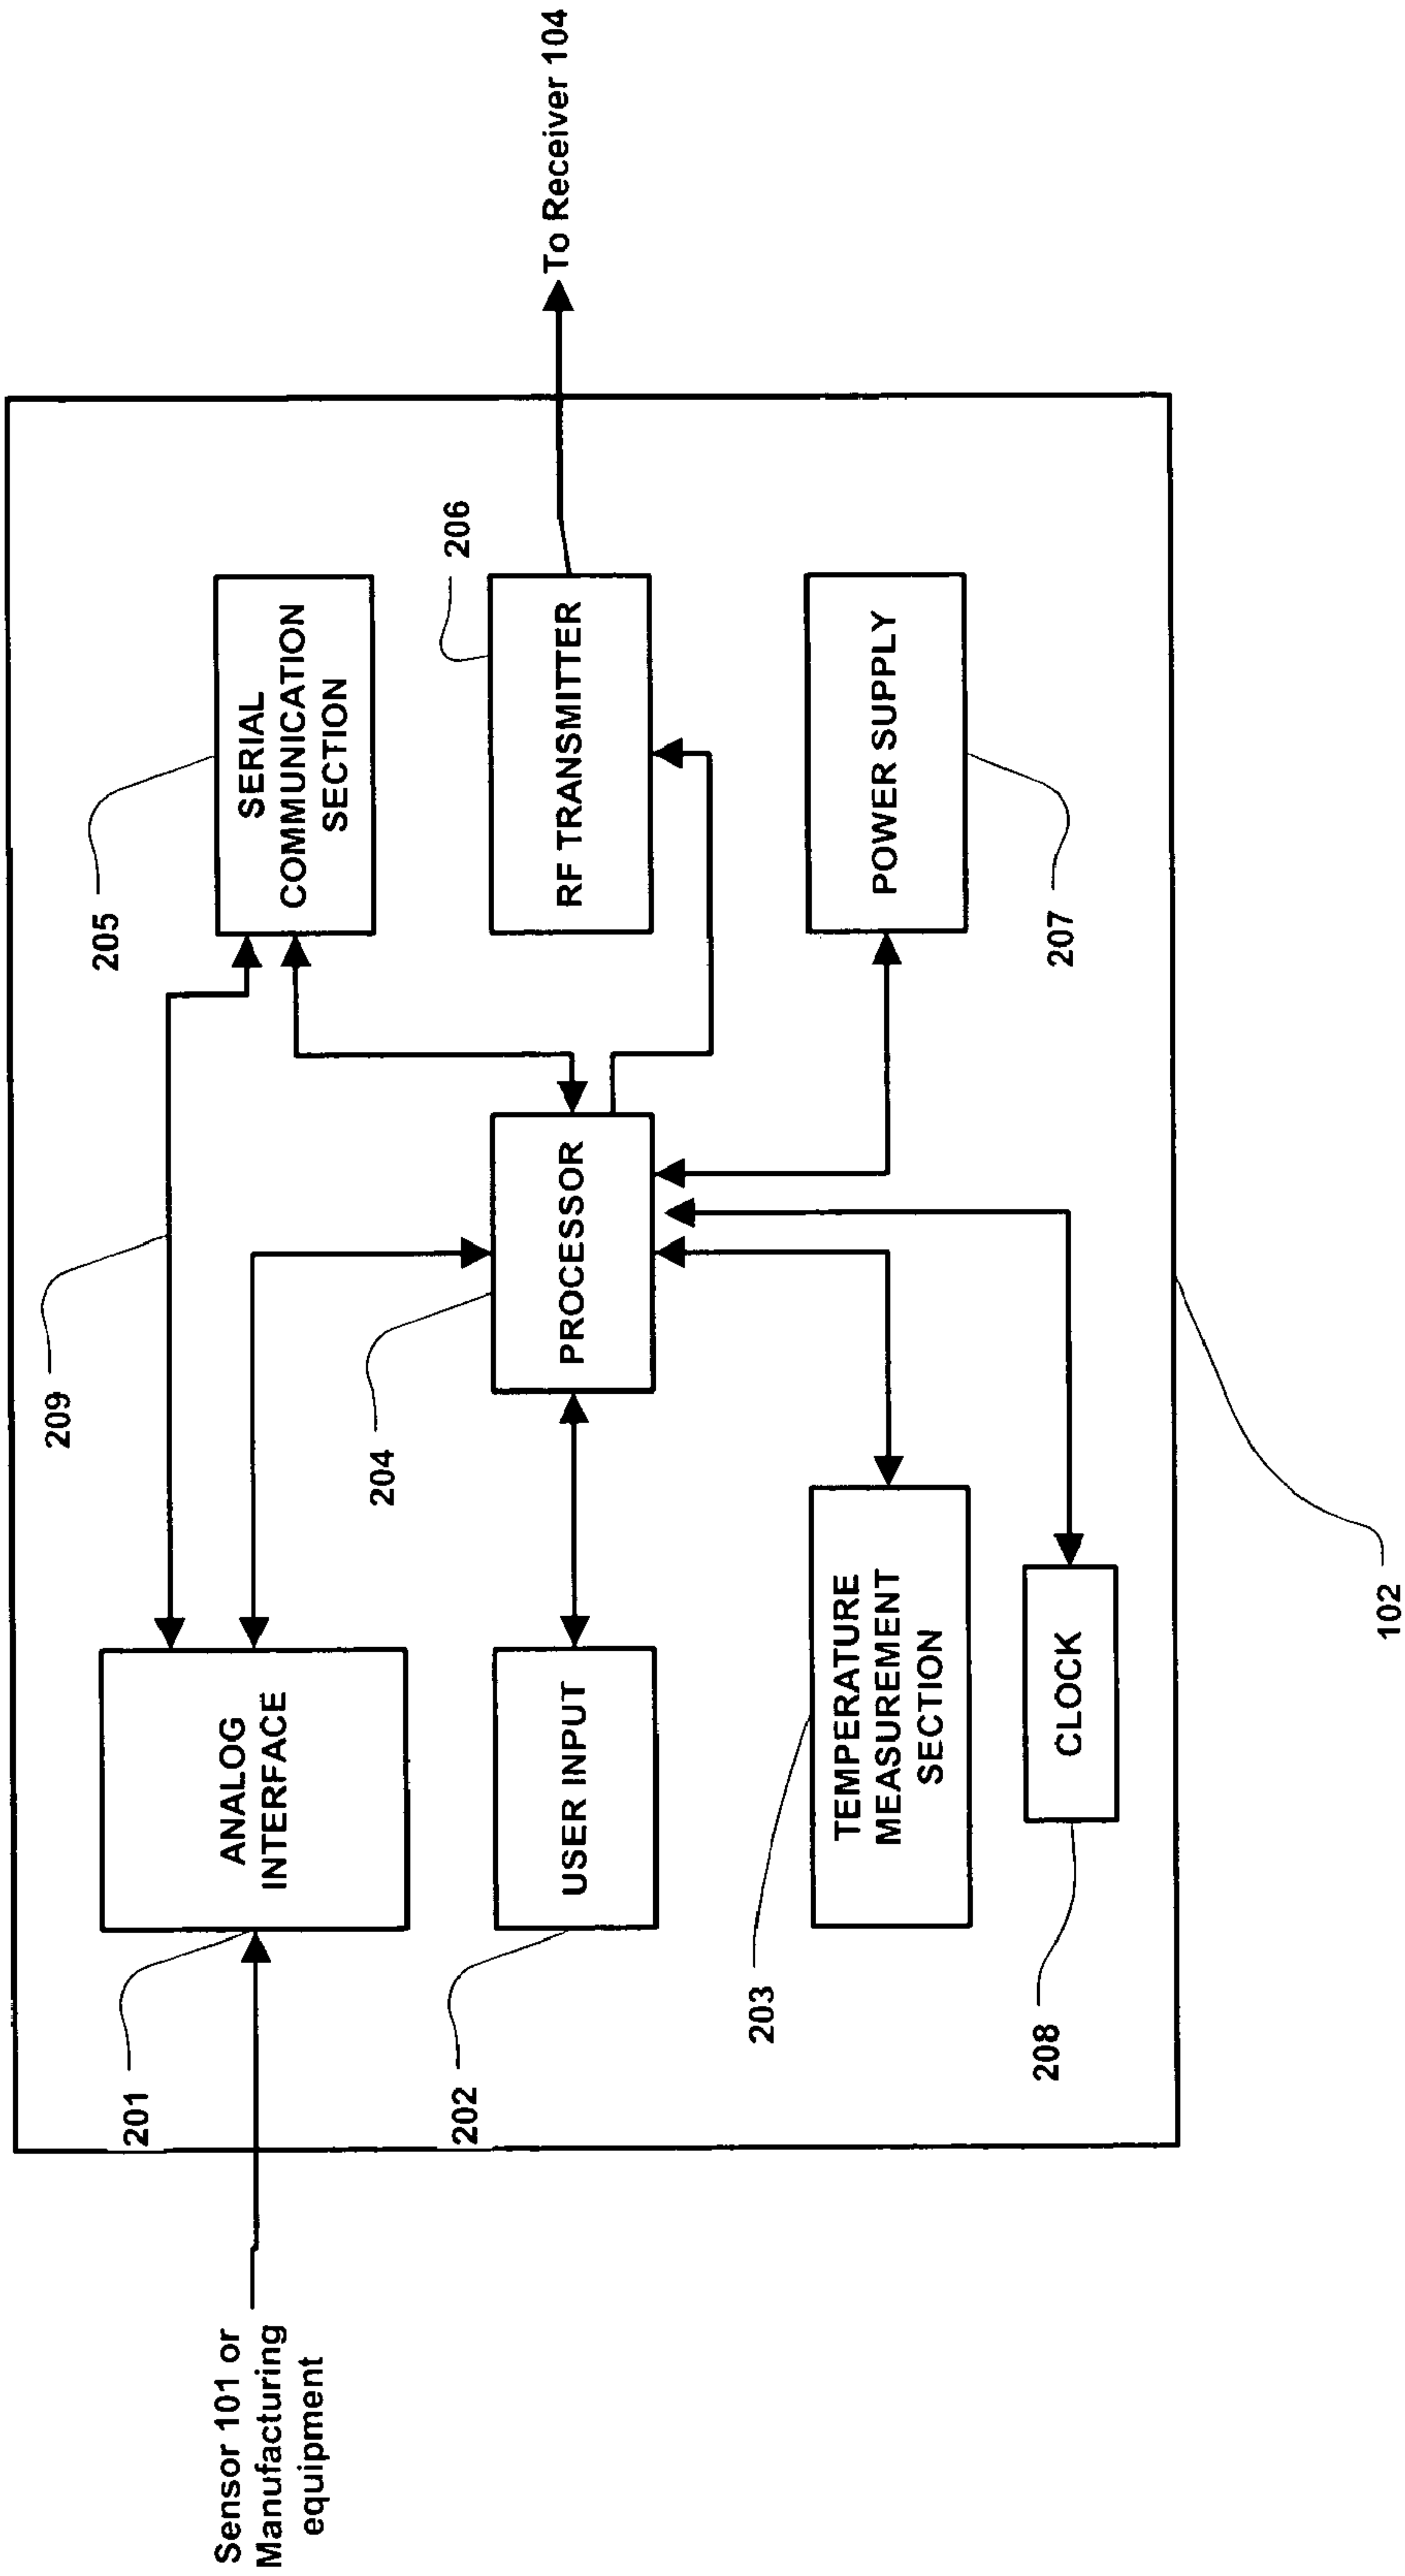 Sensor 101 or
Manufacturing
equipment
201
ANALOG
INTERFACE
209
205
SERIAL
COMMUNICATION
SECTION
204
PROCESSOR
202
USER INPUT
206
RF TRANSMITTER
To Receiver 104
203
TEMPERATURE
MEASUREMENT
SECTION
207
POWER SUPPLY
208
CLOCK
102